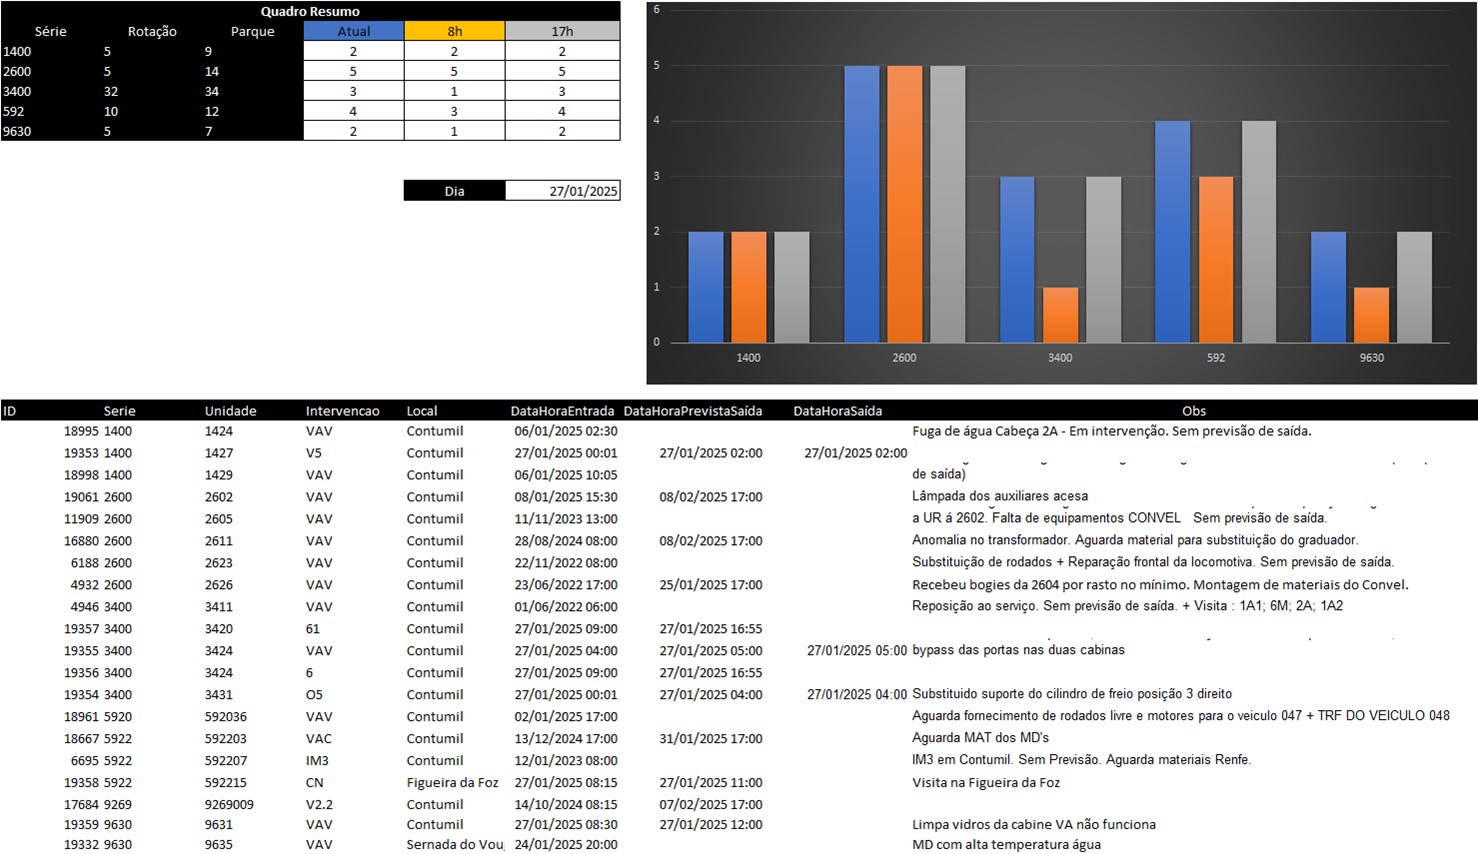 Quadro Resumo
Série Rotação Parque Atual 8h 17h
1400 5 9 2 2 2
2600 5 14 5 5 5
3400 32 34 3 1 3
592 10 12 4 3 4
9630 5 7 2 1 2
Dia 27/01/2025
6
5
4
3
2
1
0
1400 2600 3400 592 9630
ID Serie Unidade Intervencao Local DataHoraEntrada DataHoraPrevistaSaída DataHoraSaída Obs
18995 1400 1424 VAV Contumil 06/01/2025 02:30 Fuga de água Cabeça 2A - Em intervenção. Sem previsão de saída.
19353 1400 1427 V5 Contumil 27/01/2025 00:01 27/01/2025 02:00 27/01/2025 02:00
18998 1400 1429 VAV Contumil 06/01/2025 10:05 de saída)
19061 2600 2602 VAV Contumil 08/01/2025 15:30 08/02/2025 17:00 Lâmpada dos auxiliares acesa
11909 2600 2605 VAV Contumil 11/11/2023 13:00 a UR á 2602. Falta de equipamentos CONVEL Sem previsão de saída.
16880 2600 2611 VAV Contumil 28/08/2024 08:00 08/02/2025 17:00 Anomalia no transformador. Aguarda material para substituição do graduador.
6188 2600 2623 VAV Contumil 22/11/2022 08:00 Substituição de rodados + Reparação frontal da locomotiva. Sem previsão de saída.
4932 2600 2626 VAV Contumil 23/06/2022 17:00 25/01/2025 17:00 Recebeu bogies da 2604 por rasto no mínimo. Montagem de materiais do Convel.
4946 3400 3411 VAV Contumil 01/06/2022 06:00 Reposição ao serviço. Sem previsão de saída. + Visita : 1A1; 6M; 2A; 1A2
19357 3400 3420 61 Contumil 27/01/2025 09:00 27/01/2025 16:55
19355 3400 3424 VAV Contumil 27/01/2025 04:00 27/01/2025 05:00 27/01/2025 05:00 bypass das portas nas duas cabinas
19356 3400 3424 6 Contumil 27/01/2025 09:00 27/01/2025 16:55
19354 3400 3431 O5 Contumil 27/01/2025 00:01 27/01/2025 04:00 27/01/2025 04:00 Substituido suporte do cilindro de freio posição 3 direito
18961 5920 592036 VAV Contumil 02/01/2025 17:00 Aguarda fornecimento de rodados livre e motores para o veiculo 047 + TRF DO VEICULO 048
18667 5922 592203 VAC Contumil 13/12/2024 17:00 31/01/2025 17:00 Aguarda MAT dos MD's
6695 5922 592207 IM3 Contumil 12/01/2023 08:00 IM3 em Contumil. Sem Previsão. Aguarda materiais Renfe.
19358 5922 592215 CN Figueira da Foz 27/01/2025 08:15 27/01/2025 11:00 Visita na Figueira da Foz
17684 9269 9269009 V2.2 Contumil 14/10/2024 08:15 07/02/2025 17:00
19359 9630 9631 VAV Contumil 27/01/2025 08:30 27/01/2025 12:00 Limpa vidros da cabine VA não funciona
19332 9630 9635 VAV Sernada do Vou 24/01/2025 20:00 MD com alta temperatura água